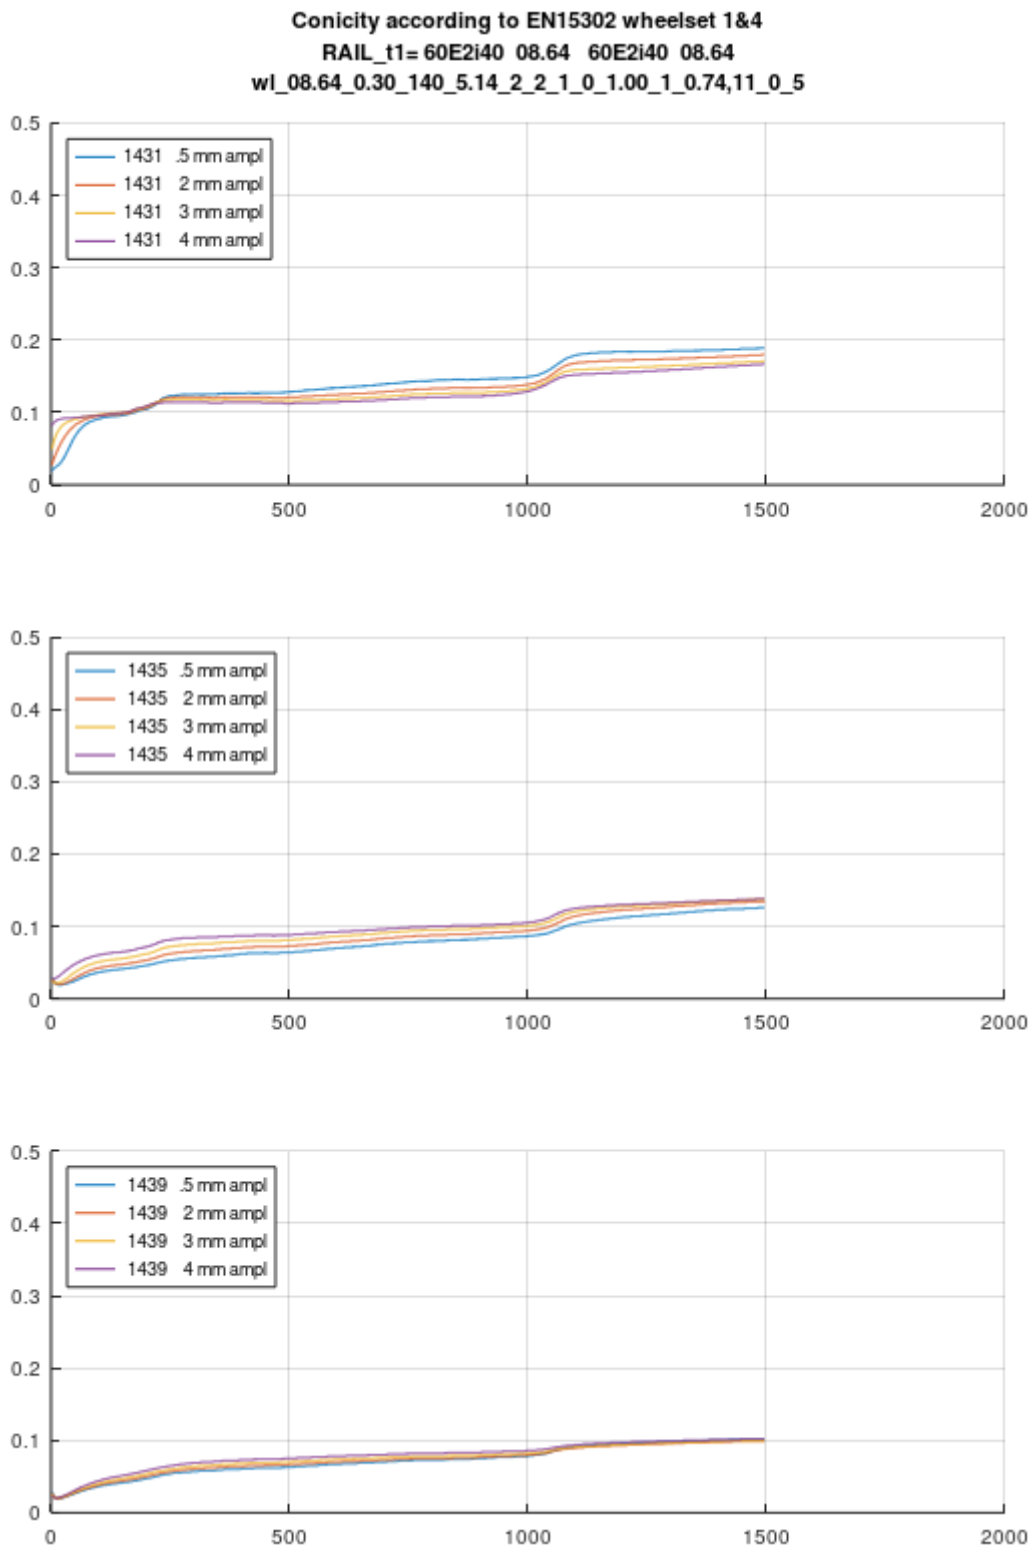 Conicity according to EN15302 wheelset 1&4
RAIL_t1= 60E2i40 08.64 60E2i40 08.64
wl_08.64_0.30_140_5.14_2_2_1_0_1.00_1_0.74,11_0_5
0.5
1431 .5 mm ampl
1431 2 mm ampl
1431 3 mm ampl
1431 4 mm ampl
0.4
0.3
0.2
0.1
0
0 500 1000 1500 2000
0.5
1435 .5 mm ampl
1435 2 mm ampl
1435 3 mm ampl
1435 4 mm ampl
0.4
0.3
0.2
0.1
0
0 500 1000 1500 2000
0.5
1439 .5 mm ampl
1439 2 mm ampl
1439 3 mm ampl
1439 4 mm ampl
0.4
0.3
0.2
0.1
0
0 500 1000 1500 2000